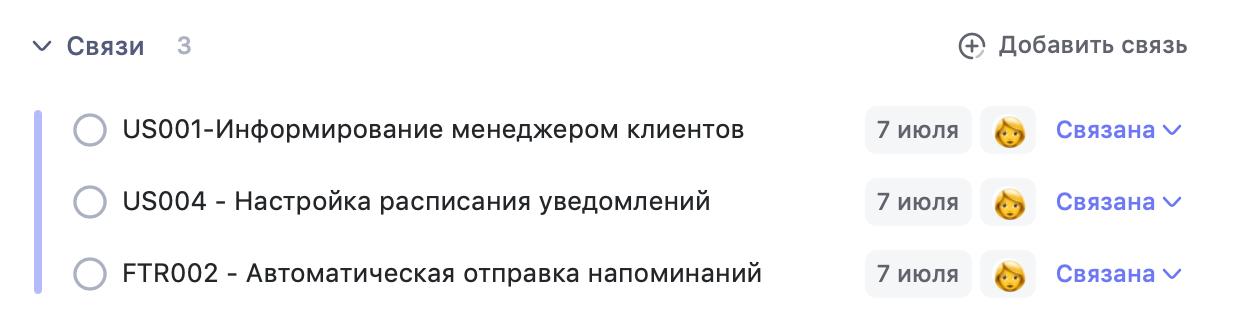 Связи 3 Добавить связь
US001-Информирование менеджером клиентов 7 июля Связана
US004 - Настройка расписания уведомлений 7 июля Связана
FTR002 - Автоматическая отправка напоминаний 7 июля Связана